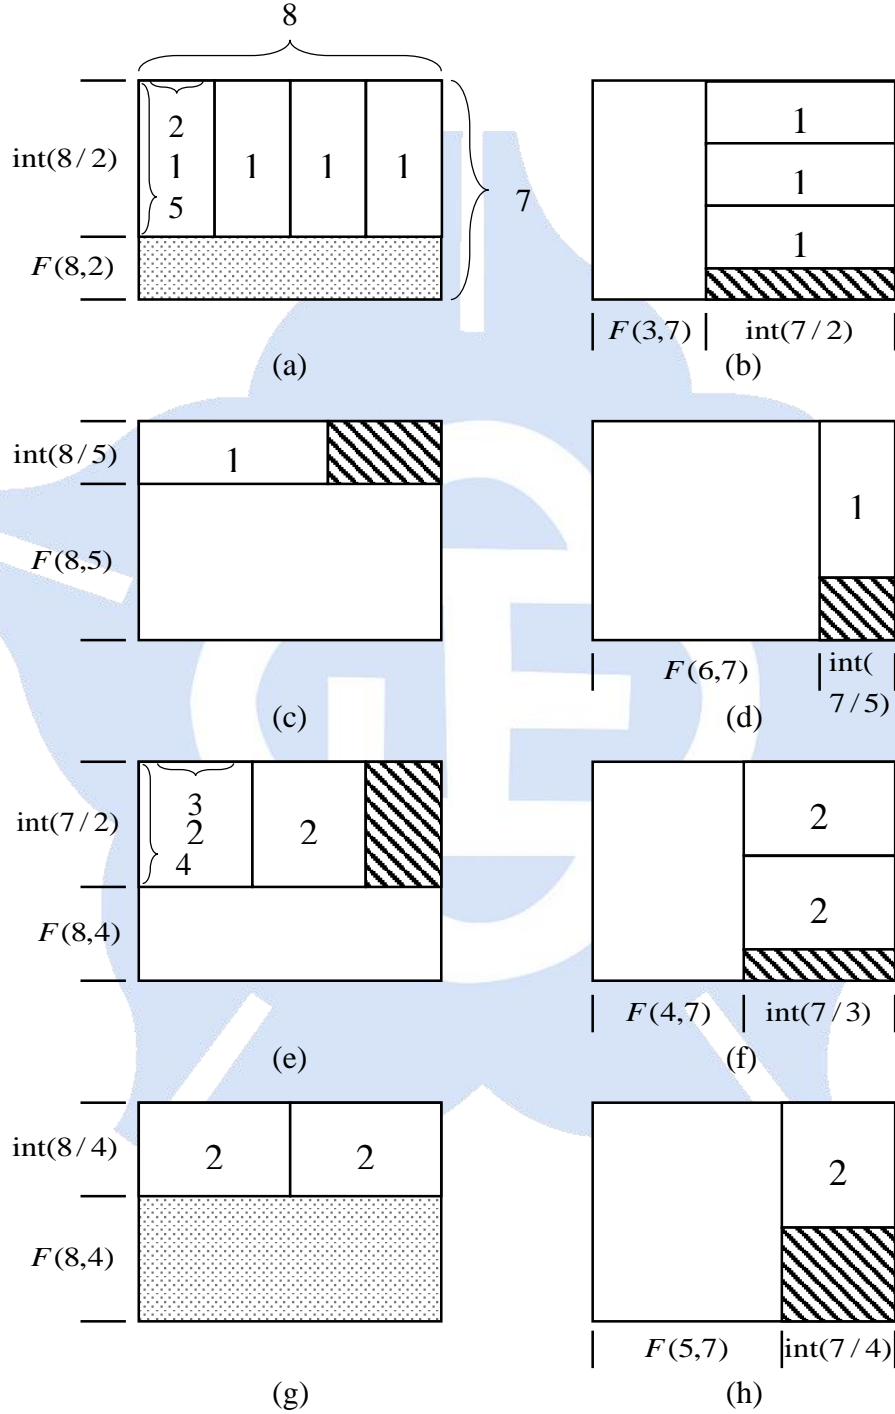 8
int(8/2)
2
1
5
1
1
1
7
F(8,2)
(a)
1
1
1
F(3,7)
int(7/2)
(b)
int(8/5)
1
F(8,5)
(c)
1
F(6,7)
int(
7/5)
(d)
int(7/2)
3
2
4
2
F(8,4)
(e)
2
2
F(4,7)
int(7/3)
(f)
int(8/4)
2
2
F(8,4)
(g)
2
F(5,7)
int(7/4)
(h)